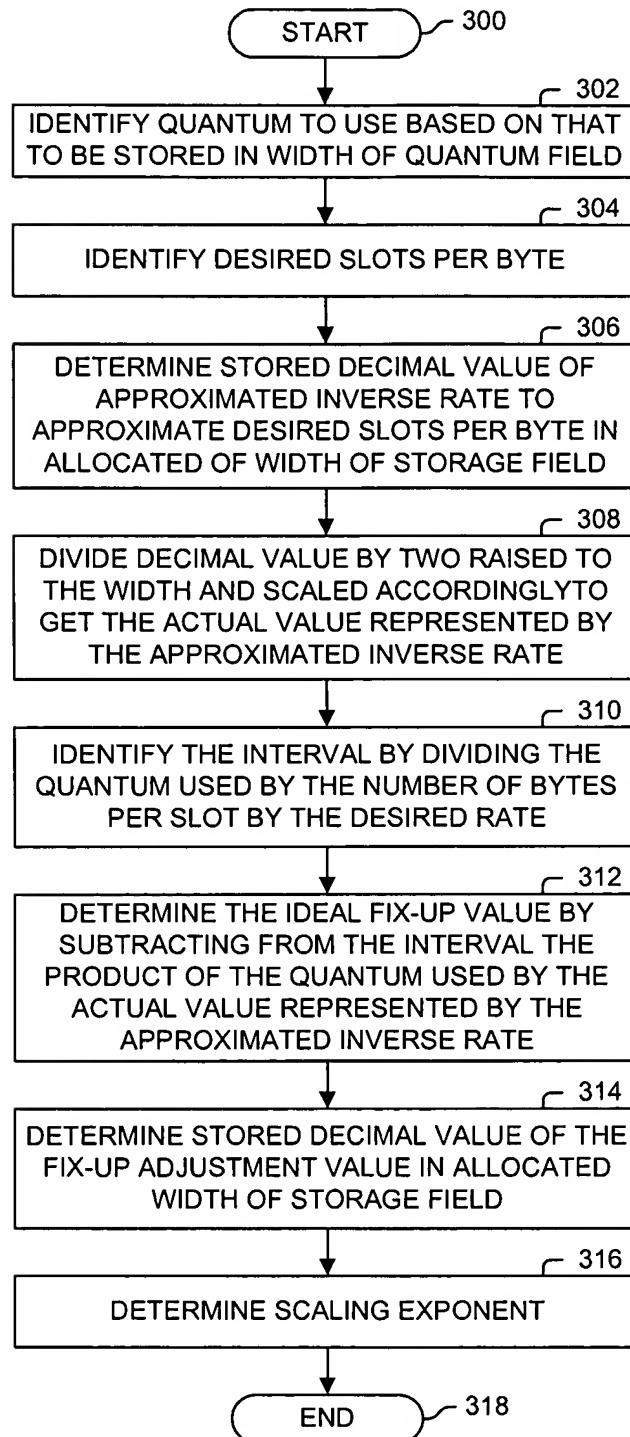 START
300
302
IDENTIFY QUANTUM TO USE BASED ON THAT
TO BE STORED IN WIDTH OF QUANTUM FIELD
304
IDENTIFY DESIRED SLOTS PER BYTE
306
DETERMINE STORED DECIMAL VALUE OF
APPROXIMATED INVERSE RATE TO
APPROXIMATE DESIRED SLOTS PER BYTE IN
ALLOCATED OF WIDTH OF STORAGE FIELD
308
DIVIDE DECIMAL VALUE BY TWO RAISED TO
THE WIDTH AND SCALED ACCORDINGLYTO
GET THE ACTUAL VALUE REPRESENTED BY
THE APPROXIMATED INVERSE RATE
310
IDENTIFY THE INTERVAL BY DIVIDING THE
QUANTUM USED BY THE NUMBER OF BYTES
PER SLOT BY THE DESIRED RATE
312
DETERMINE THE IDEAL FIX-UP VALUE BY
SUBTRACTING FROM THE INTERVAL THE
PRODUCT OF THE QUANTUM USED BY THE
ACTUAL VALUE REPRESENTED BY THE
APPROXIMATED INVERSE RATE
314
DETERMINE STORED DECIMAL VALUE OF THE
FIX-UP ADJUSTMENT VALUE IN ALLOCATED
WIDTH OF STORAGE FIELD
316
DETERMINE SCALING EXPONENT
END
318